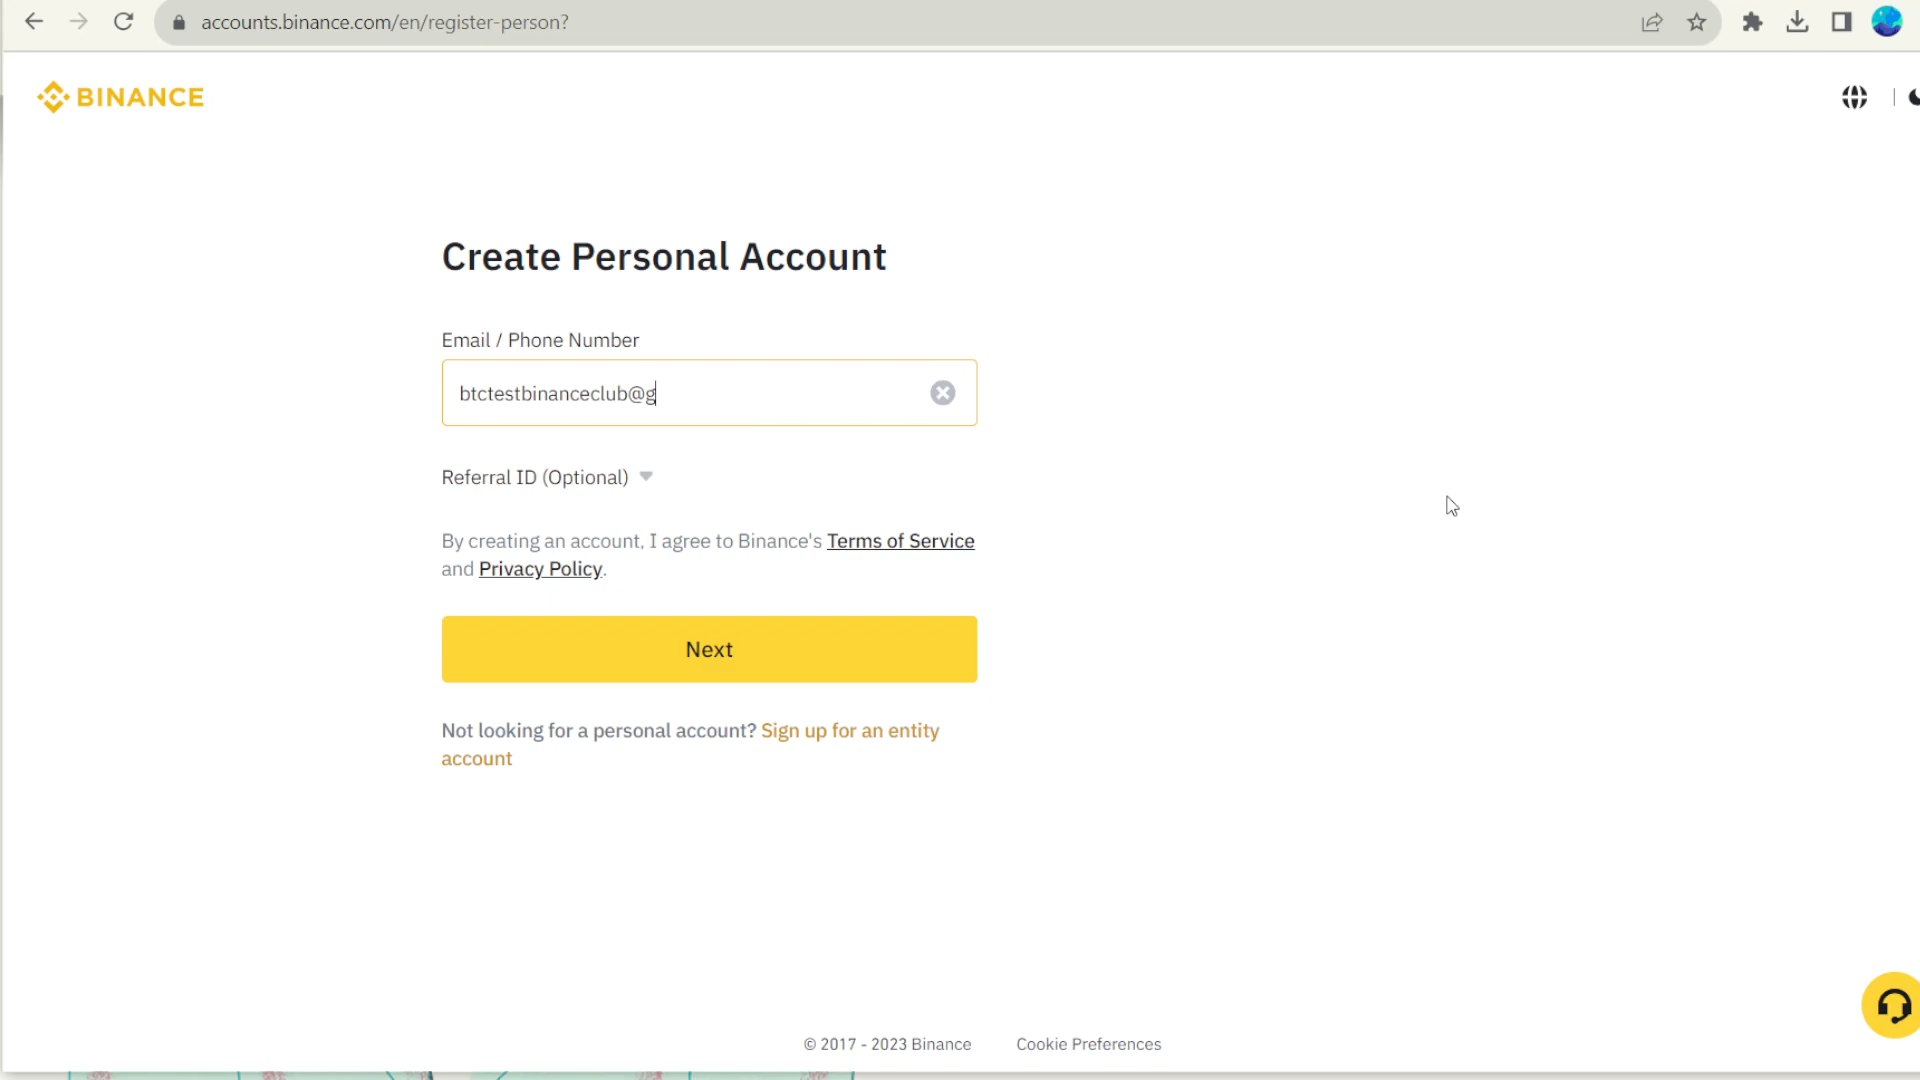 accounts.binance.com/en/register-person?
BINANCE
Create Personal Account
Email / Phone Number
btctestbinanceclub@g
Referral ID (Optional)
By creating an account, I agree to Binance's Terms of Service
and Privacy Policy.
Next
Not looking for a personal account? Sign up for an entity
account
© 2017 - 2023 Binance
Cookie Preferences